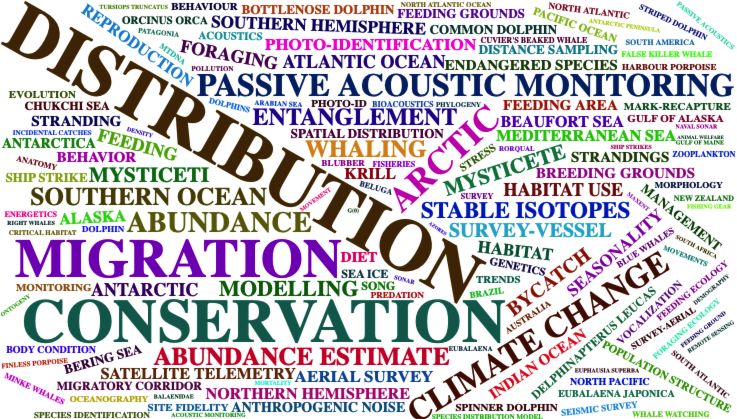 TURSIOPS TRUNCATUS
BEHAVIOUR
BOTTLENOSE DOLPHIN
NORTH ATLANTIC OCEAN
NORTH ATLANTIC
STRIPED DOLPHIN
PASSIVE ACOUSTICS
REPRODUCTION
ORCINUS ORCA
SOUTHERN HEMISPHERE
FEEDING GROUNDS
PACIFIC OCEAN
ANTARCTIC PENINSULA
PATAGONIA
ACOUSTICS
COMMON DOLPHIN
CUVIER'S BEAKED WHALE
SOUTH AMERICA
MTDNA
FORAGING
PHOTO-IDENTIFICATION
DISTANCE SAMPLING
FALSE KILLER WHALE
POLLUTION
ATLANTIC OCEAN
ENDANGERED SPECIES
HARBOUR PORPOISE
DISTRIBUTION
PASSIVE ACOUSTIC MONITORING
EVOLUTION
CHUKCHI SEA
DOLPHINS
ARABIAN SEA
PHOTO-ID
BIOACOUSTICS
PHYLOGENY
FEEDING AREA
MARK-RECAPTURE
STRANDING
ENTANGLEMENT
BEAUFORT SEA
GULF OF ALASKA
NAVAL SONAR
INCIDENTAL CATCHES
DENSITY
SPATIAL DISTRIBUTION
ARCTIC
MEDITERRANEAN SEA
ANIMAL WELFARE
GULF OF MAINE
ANTARCTICA
FEEDING
WHALING
STRESS
RORQUAL
SHIP STRIKES
ZOOPLANKTON
ANATOMY
BEHAVIOR
BLUBBER
FISHERIES
MYSTICETE
STRANDINGS
SHIP STRIKE
MYSTICETI
KRILL
BREEDING GROUNDS
BELUGA
HABITAT USE
MORPHOLOGY
SOUTHERN OCEAN
MOVEMENT
SURVEY
MAXENT
MANAGEMENT
NEW ZEALAND
FISHING GEAR
ENERGETICS
ALASKA
ABUNDANCE
G(0)
STABLE ISOTOPES
RIGHT WHALES
CRITICAL HABITAT
DOLPHIN
AZORES
SURVEY-VESSEL
SEASONALITY
BLUE WHALES
SOUTH AFRICA
MOVEMENTS
MIGRATION
DIET
HABITAT
GENETICS
SEA ICE
SONAR
TRENDS
BYCATCH
MONITORING
ANTARCTIC
MODELLING
SONG
PREDATION
BRAZIL
AUSTRALIA
FEEDING ECOLOGY
DEMOGRAPHY
ONTOGENY
CONSERVATION
CLIMATE CHANGE
VOCALIZATION
SURVEY-AERIAL
FORAGING ECOLOGY
FEEDING GROUND
REMOTE SENSING
BODY CONDITION
EUBALAENA
DELPHINAPTERUS LEUCAS
POPULATION STRUCTURE
FINLESS PORPOISE
BERING SEA
ABUNDANCE ESTIMATE
INDIAN OCEAN
SOUTH ATLANTIC
MINKE WHALES
SATELLITE TELEMETRY
AERIAL SURVEY
EUPHAUSIA SUPERBA
NORTH PACIFIC
MIGRATORY CORRIDOR
MORTALITY
EUBALAENA JAPONICA
OCEANOGRAPHY
BALAENIDAE
NORTHERN HEMISPHERE
SPECIES IDENTIFICATION
SITE FIDELITY
ANTHROPOGENIC NOISE
SPINNER DOLPHIN
SEISMIC SURVEY
ACOUSTIC MONITORING
SPECIES DISTRIBUTION MODEL
WHALE WATCHING